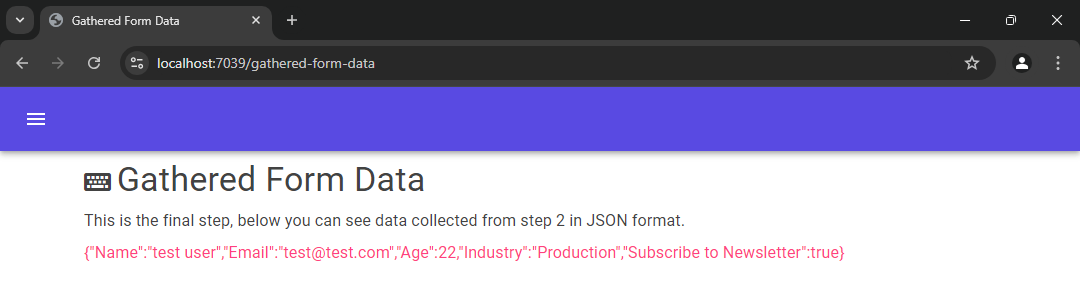 Gathered Form Data
localhost:7039/gathered-form-data
Gathered Form Data
This is the final step, below you can see data collected from step 2 in JSON format.
{"Name":"test user","Email":"test@test.com","Age":22,"Industry":"Production","Subscribe to Newsletter":true}